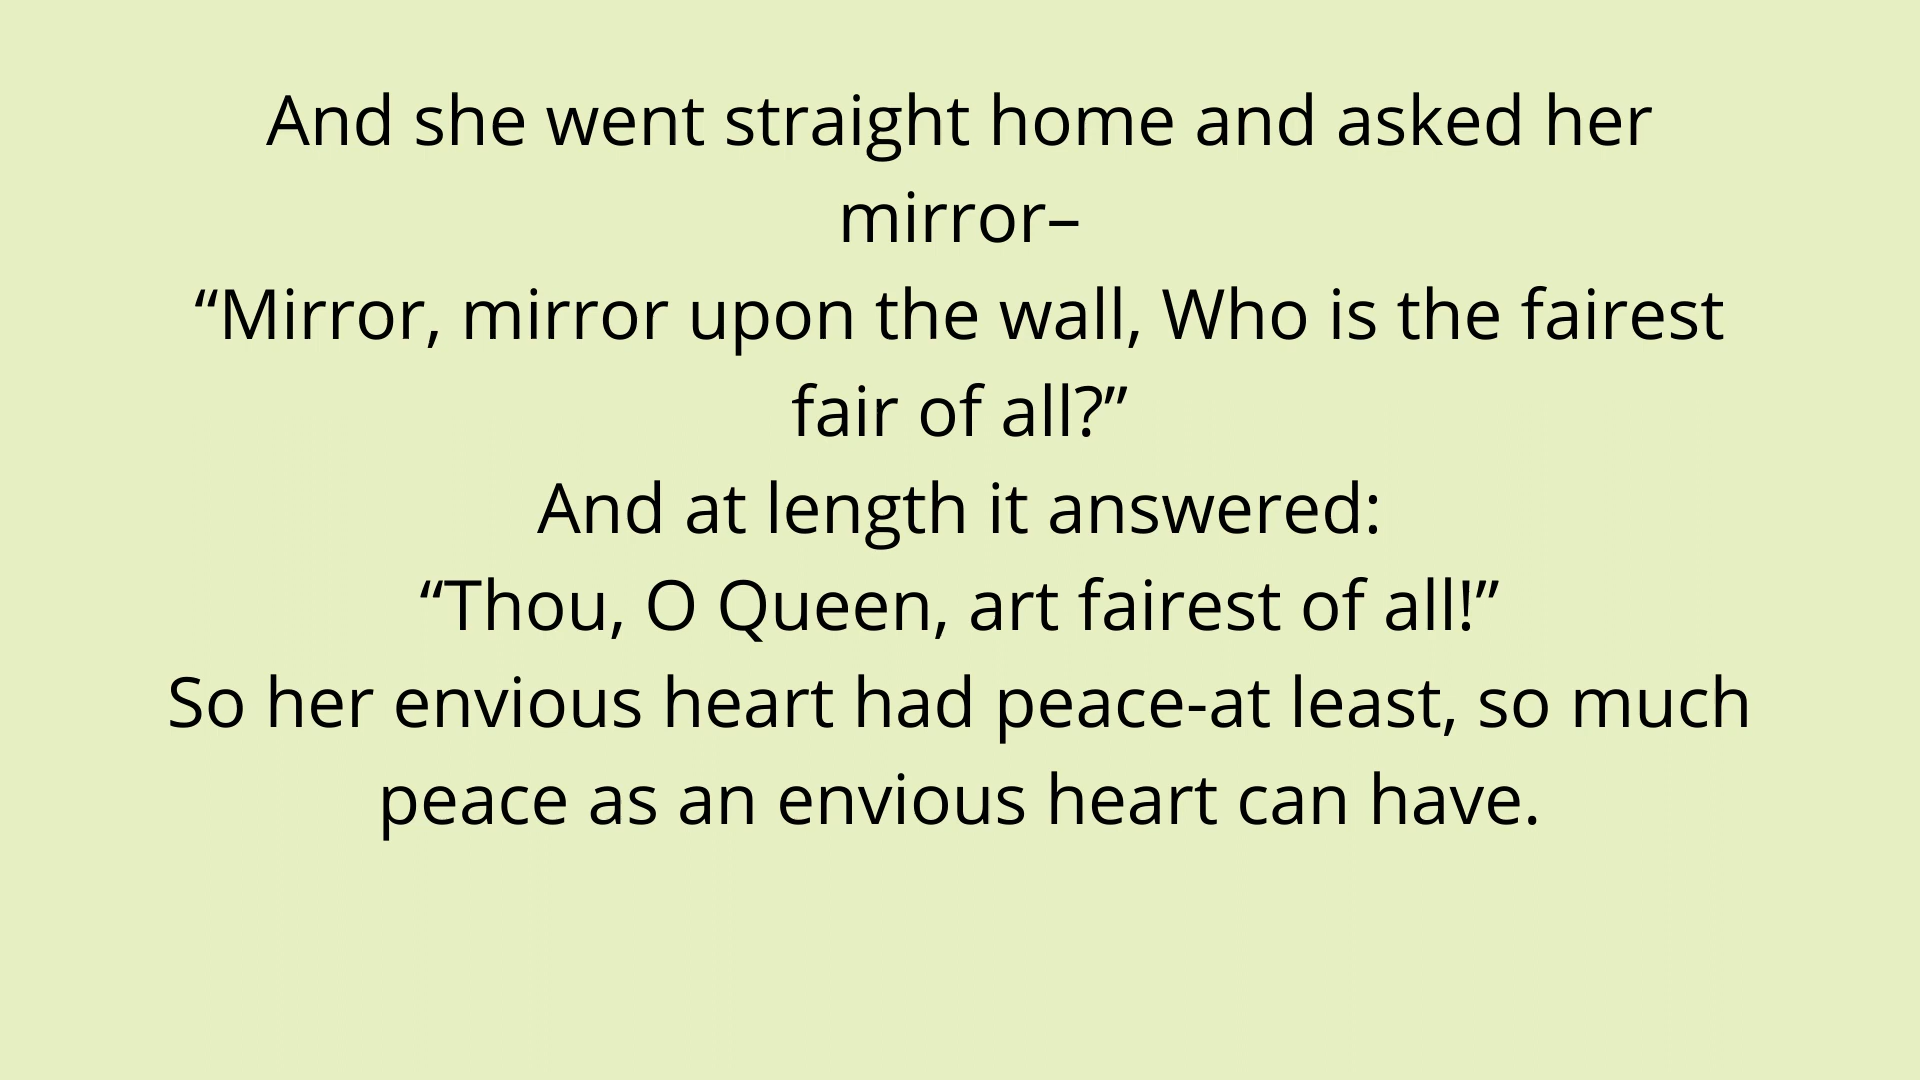 And she went straight home and asked her
mirror–
“Mirror, mirror upon the wall, Who is the fairest
fair of all?”
And at length it answered:
“Thou, O Queen, art fairest of all!”
So her envious heart had peace-at least, so much
peace as an envious heart can have.